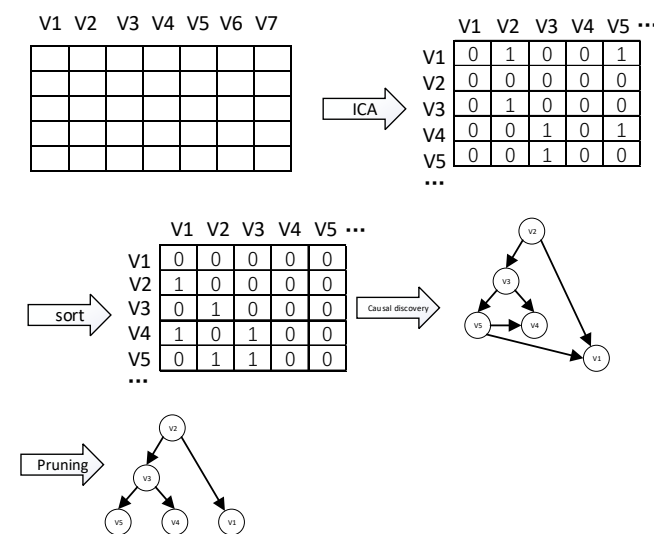 V1 V2 V3 V4 V5 V6 V7
ICA
V1 V2 V3 V4 V5 ...
V1 0 1 0 0 1
V2 0 0 0 0 0
V3 0 1 0 0 0
V4 0 0 1 0 1
V5 0 0 1 0 0
...
sort
V1 V2 V3 V4 V5 ...
V1 0 0 0 0 0
V2 1 0 0 0 0
V3 0 1 0 0 0
V4 1 0 1 0 0
V5 0 1 1 0 0
...
Causal discovery
V2
V3
V5 V4
V1
Pruning
V2
V3
V5 V4 V1